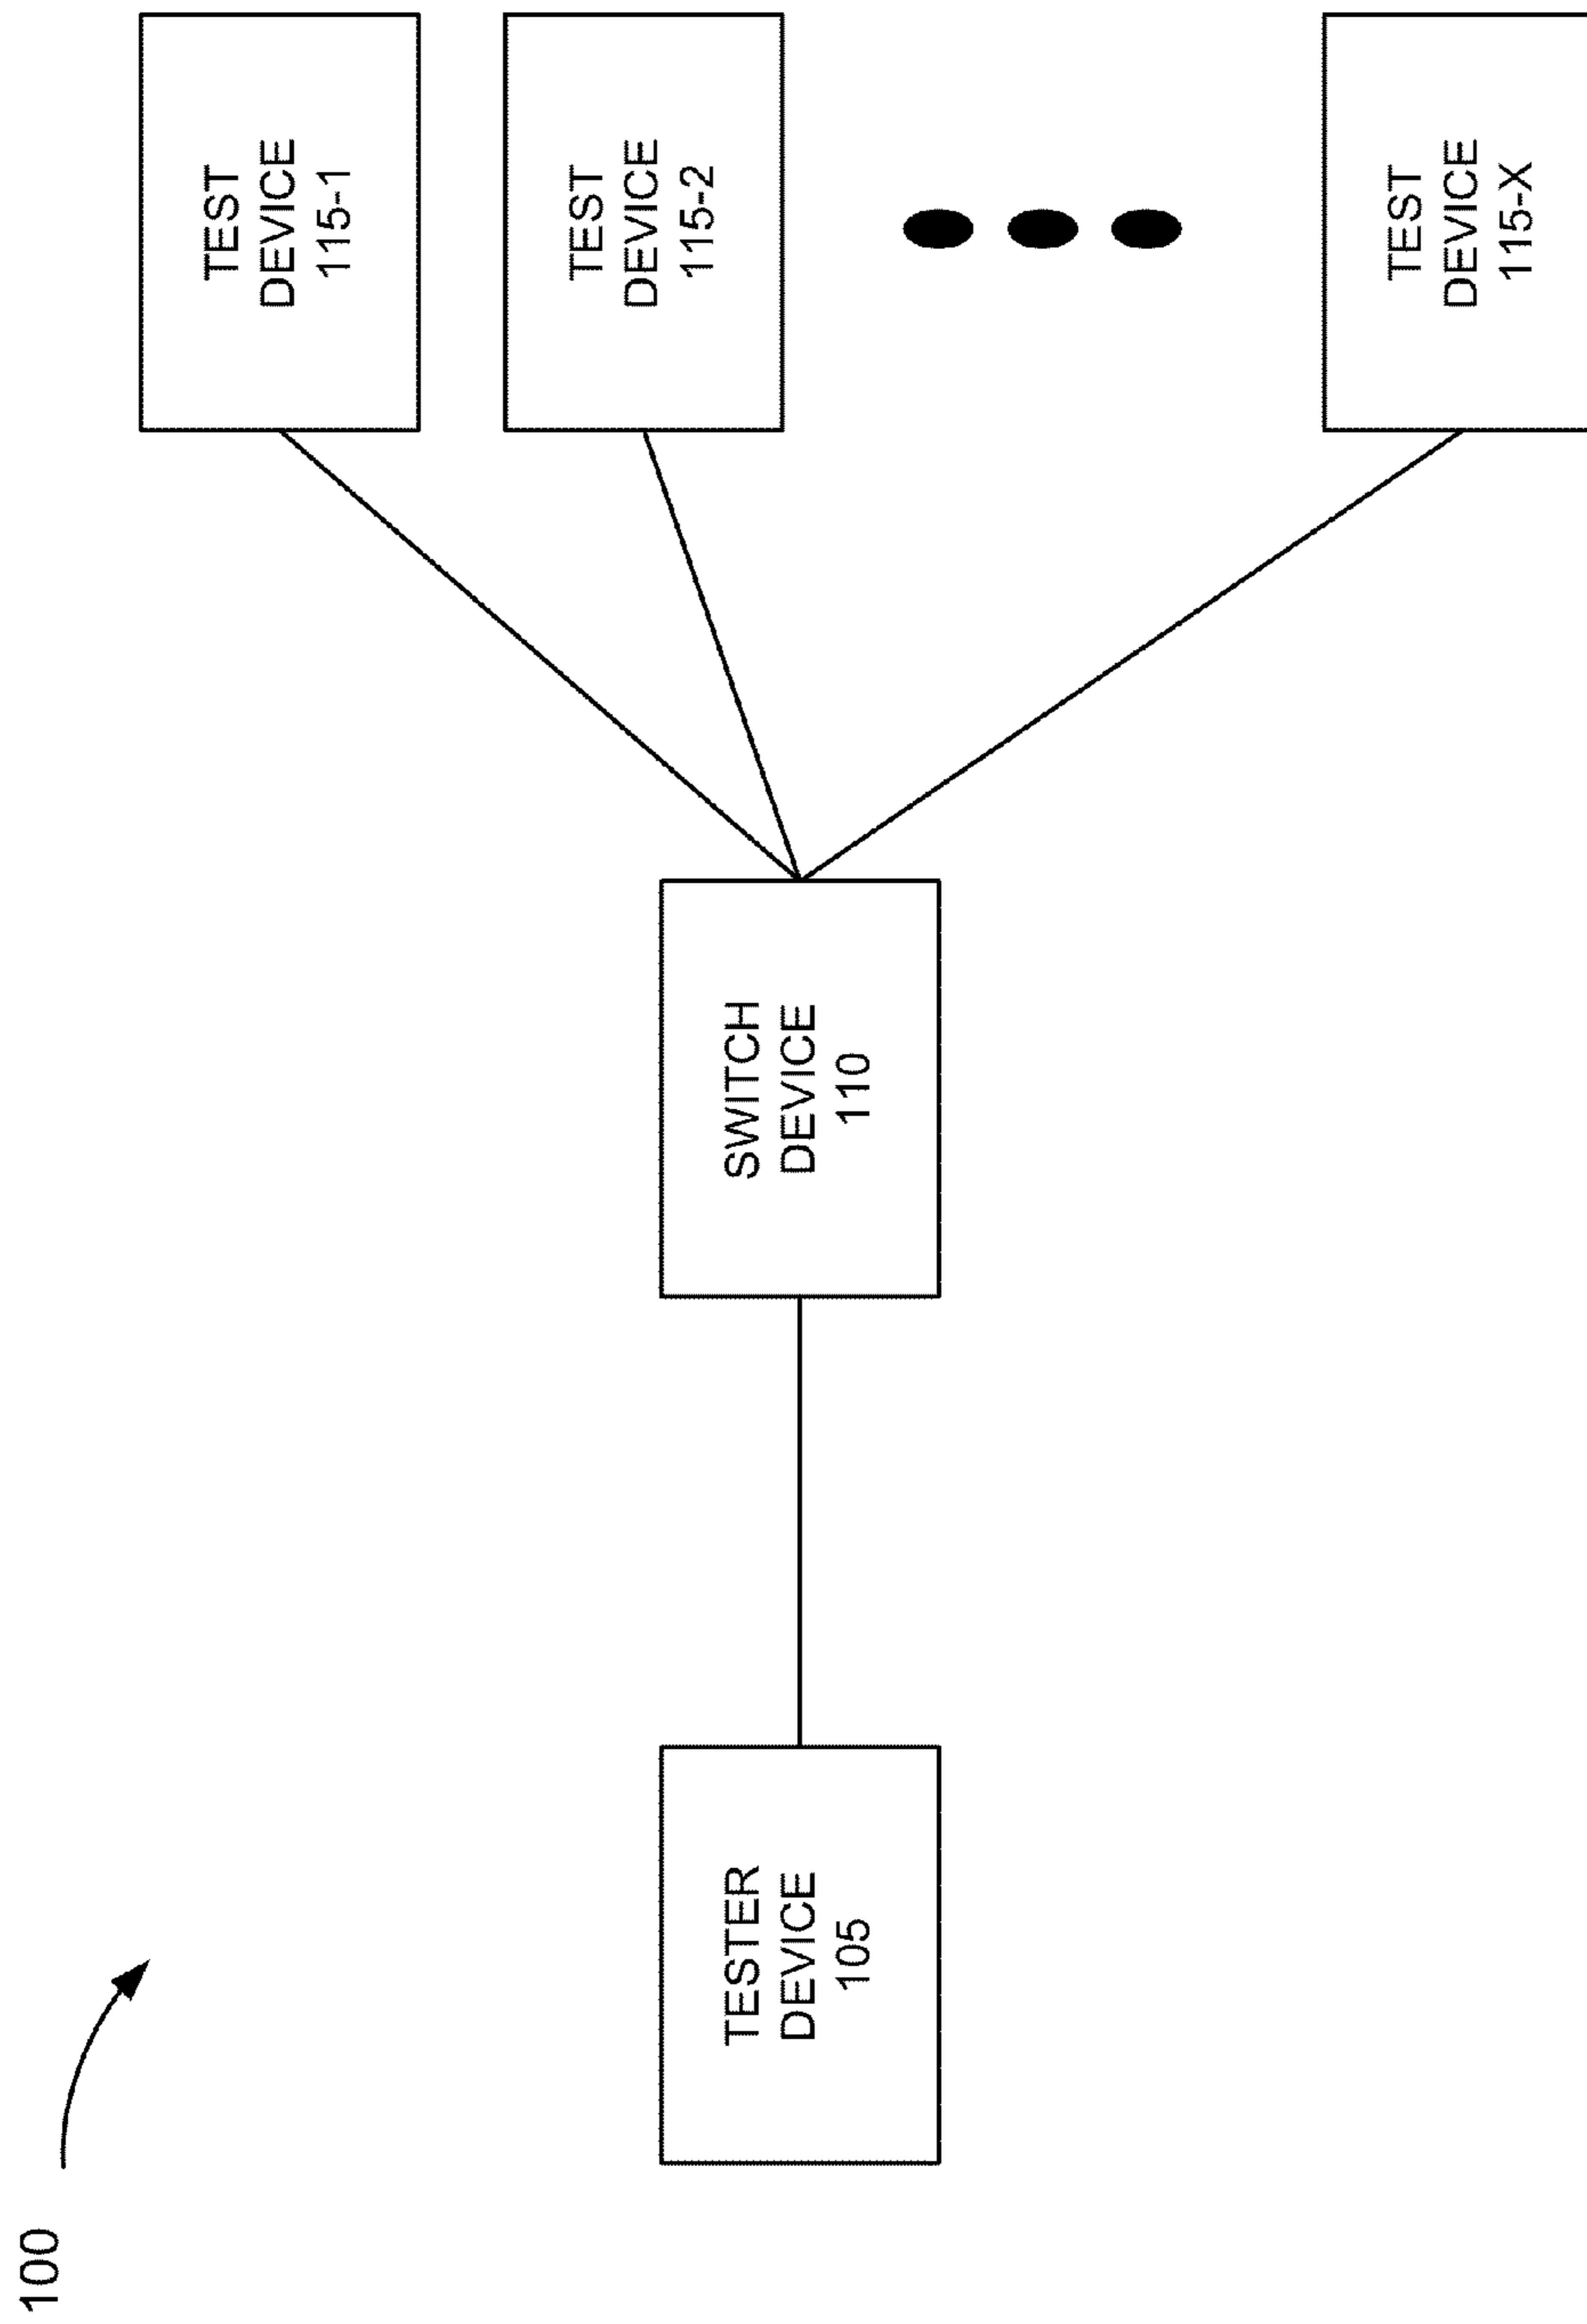 100
TESTER
DEVICE
105
SWITCH
DEVICE
110
TEST
DEVICE
115-1
TEST
DEVICE
115-2
TEST
DEVICE
115-X